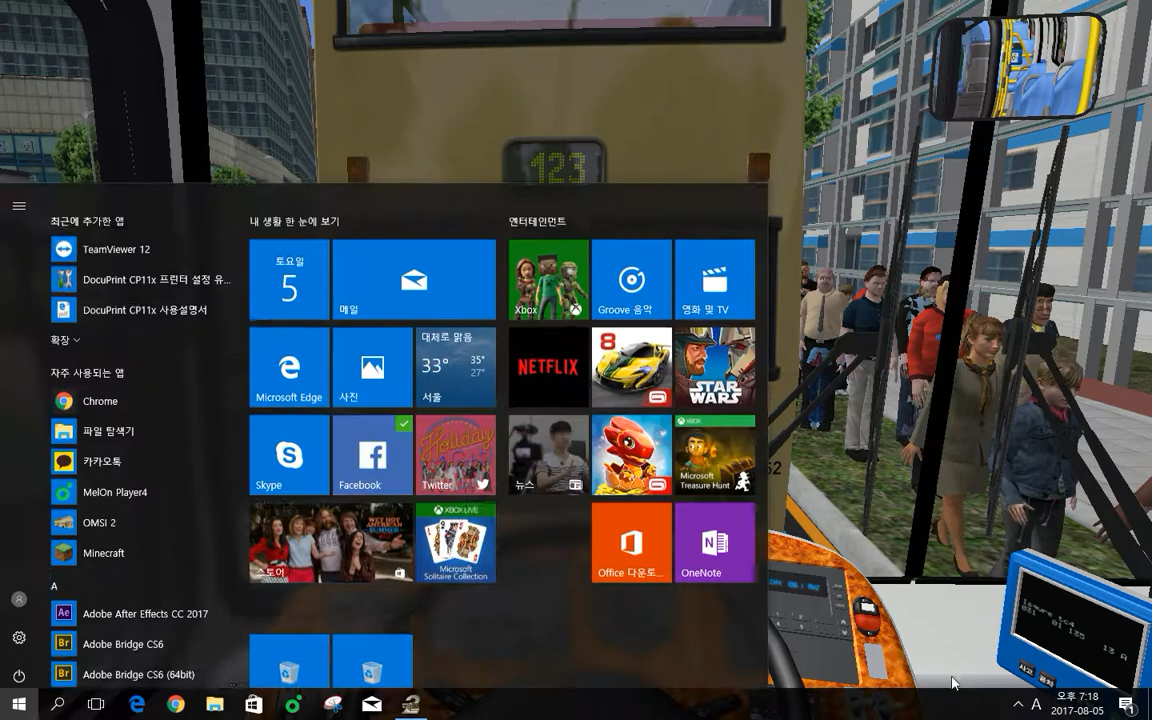 123
최근에 추가한 앱
TeamViewer 12
DocuPrint CP11x 프린터 설정 유...
DocuPrint CP11x 사용설명서
확장
자주 사용되는 앱
Chrome
파일 탐색기
카카오톡
MelOn Player4
OMSI 2
Minecraft
A
Adobe After Effects CC 2017
Adobe Bridge CS6
Adobe Bridge CS6 (64bit)
내 생활 한 눈에 보기
토요일
5
메일
Microsoft Edge
사진
대체로 맑음
33°
35°
27°
서울
Skype
Facebook
Holiday
Twitter
WET HOT
AMERICAN
SUMMER
스토어
XBOX LIVE
Microsoft
Solitaire Collection
엔터테인먼트
Xbox
Groove 음악
영화 및 TV
NETFLIX
8
STAR
WARS
뉴스
XBOX
Microsoft
Treasure Hunt
Office 다운로...
OneNote
13 A
A
오후 7:18
2017-08-05
1